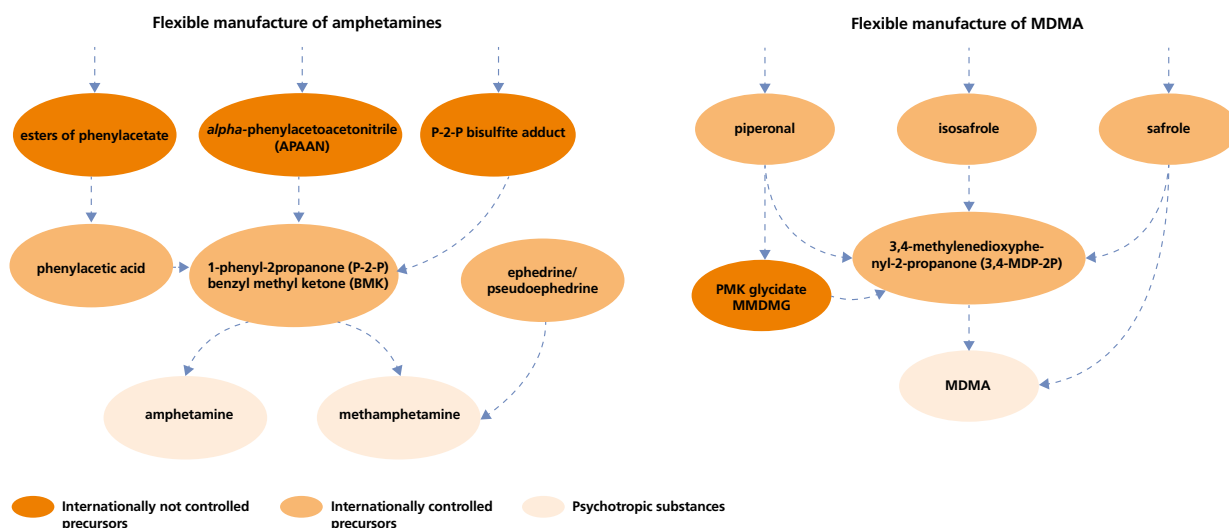 Flexible manufacture of amphetamines
esters of phenylacetate
alpha-phenylacetoacetonitrile
(APAAN)
P-2-P bisulfite adduct
phenylacetic acid
1-phenyl-2propanone (P-2-P)
benzyl methyl ketone (BMK)
ephedrine/
pseudoephedrine
amphetamine
methamphetamine
Flexible manufacture of MDMA
piperonal
isosafrole
safrole
3,4-methylenedioxyphe-
nyl-2-propanone (3,4-MDP-2P)
PMK glycidate
MMDMG
MDMA
Internationally not controlled
precursors
Internationally controlled
precursors
Psychotropic substances